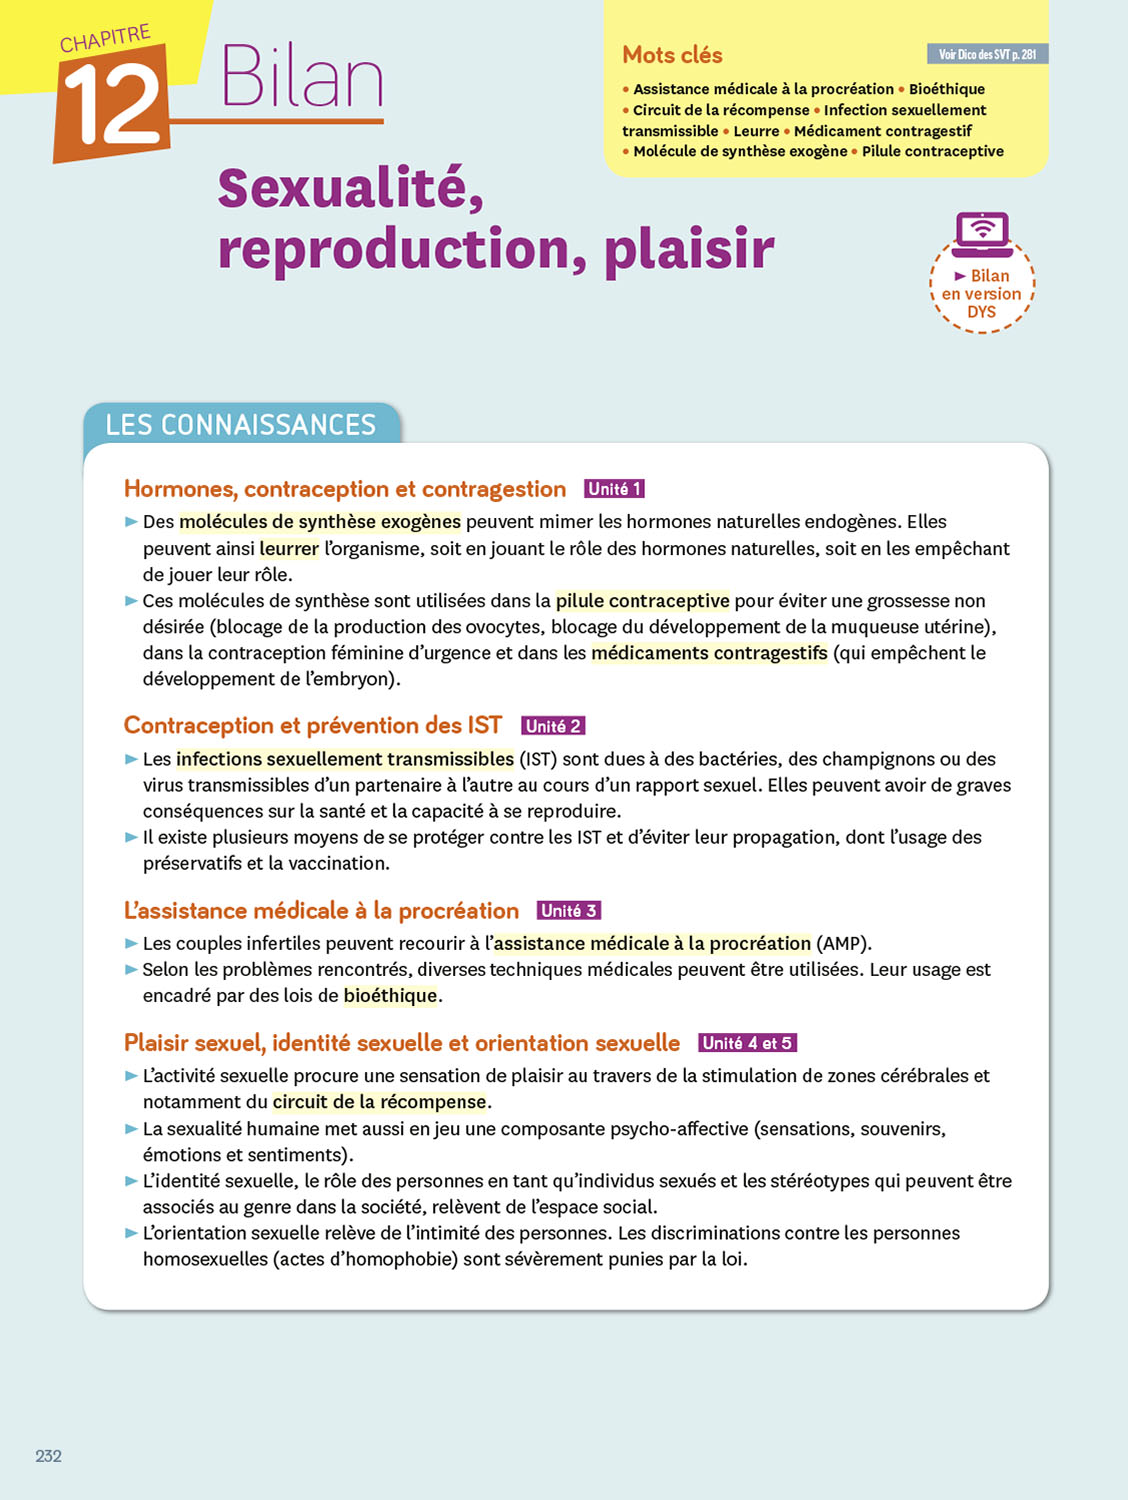 CHAPITRE
12
Bilan
Sexualité,
reproduction, plaisir
Mots clés
Voir Dico des SVT p. 281
• Assistance médicale à la procréation • Bioéthique
• Circuit de la récompense • Infection sexuellement
transmissible • Leurre • Médicament contragestif
• Molécule de synthèse exogène • Pilule contraceptive
► Bilan
en version
DYS
LES CONNAISSANCES
Hormones, contraception et contragestion Unité 1
► Des molécules de synthèse exogènes peuvent mimer les hormones naturelles endogènes. Elles
peuvent ainsi leurrer l’organisme, soit en jouant le rôle des hormones naturelles, soit en les empêchant
de jouer leur rôle.
► Ces molécules de synthèse sont utilisées dans la pilule contraceptive pour éviter une grossesse non
désirée (blocage de la production des ovocytes, blocage du développement de la muqueuse utérine),
dans la contraception féminine d’urgence et dans les médicaments contragestifs (qui empêchent le
développement de l’embryon).
Contraception et prévention des IST Unité 2
► Les infections sexuellement transmissibles (IST) sont dues à des bactéries, des champignons ou des
virus transmissibles d’un partenaire à l’autre au cours d’un rapport sexuel. Elles peuvent avoir de graves
conséquences sur la santé et la capacité à se reproduire.
► Il existe plusieurs moyens de se protéger contre les IST et d’éviter leur propagation, dont l’usage des
préservatifs et la vaccination.
L’assistance médicale à la procréation Unité 3
► Les couples infertiles peuvent recourir à l’assistance médicale à la procréation (AMP).
► Selon les problèmes rencontrés, diverses techniques médicales peuvent être utilisées. Leur usage est
encadré par des lois de bioéthique.
Plaisir sexuel, identité sexuelle et orientation sexuelle Unité 4 et 5
► L’activité sexuelle procure une sensation de plaisir au travers de la stimulation de zones cérébrales et
notamment du circuit de la récompense.
► La sexualité humaine met aussi en jeu une composante psycho-affective (sensations, souvenirs,
émotions et sentiments).
► L’identité sexuelle, le rôle des personnes en tant qu’individus sexués et les stéréotypes qui peuvent être
associés au genre dans la société, relèvent de l’espace social.
► L’orientation sexuelle relève de l’intimité des personnes. Les discriminations contre les personnes
homosexuelles (actes d’homophobie) sont sévèrement punies par la loi.
232